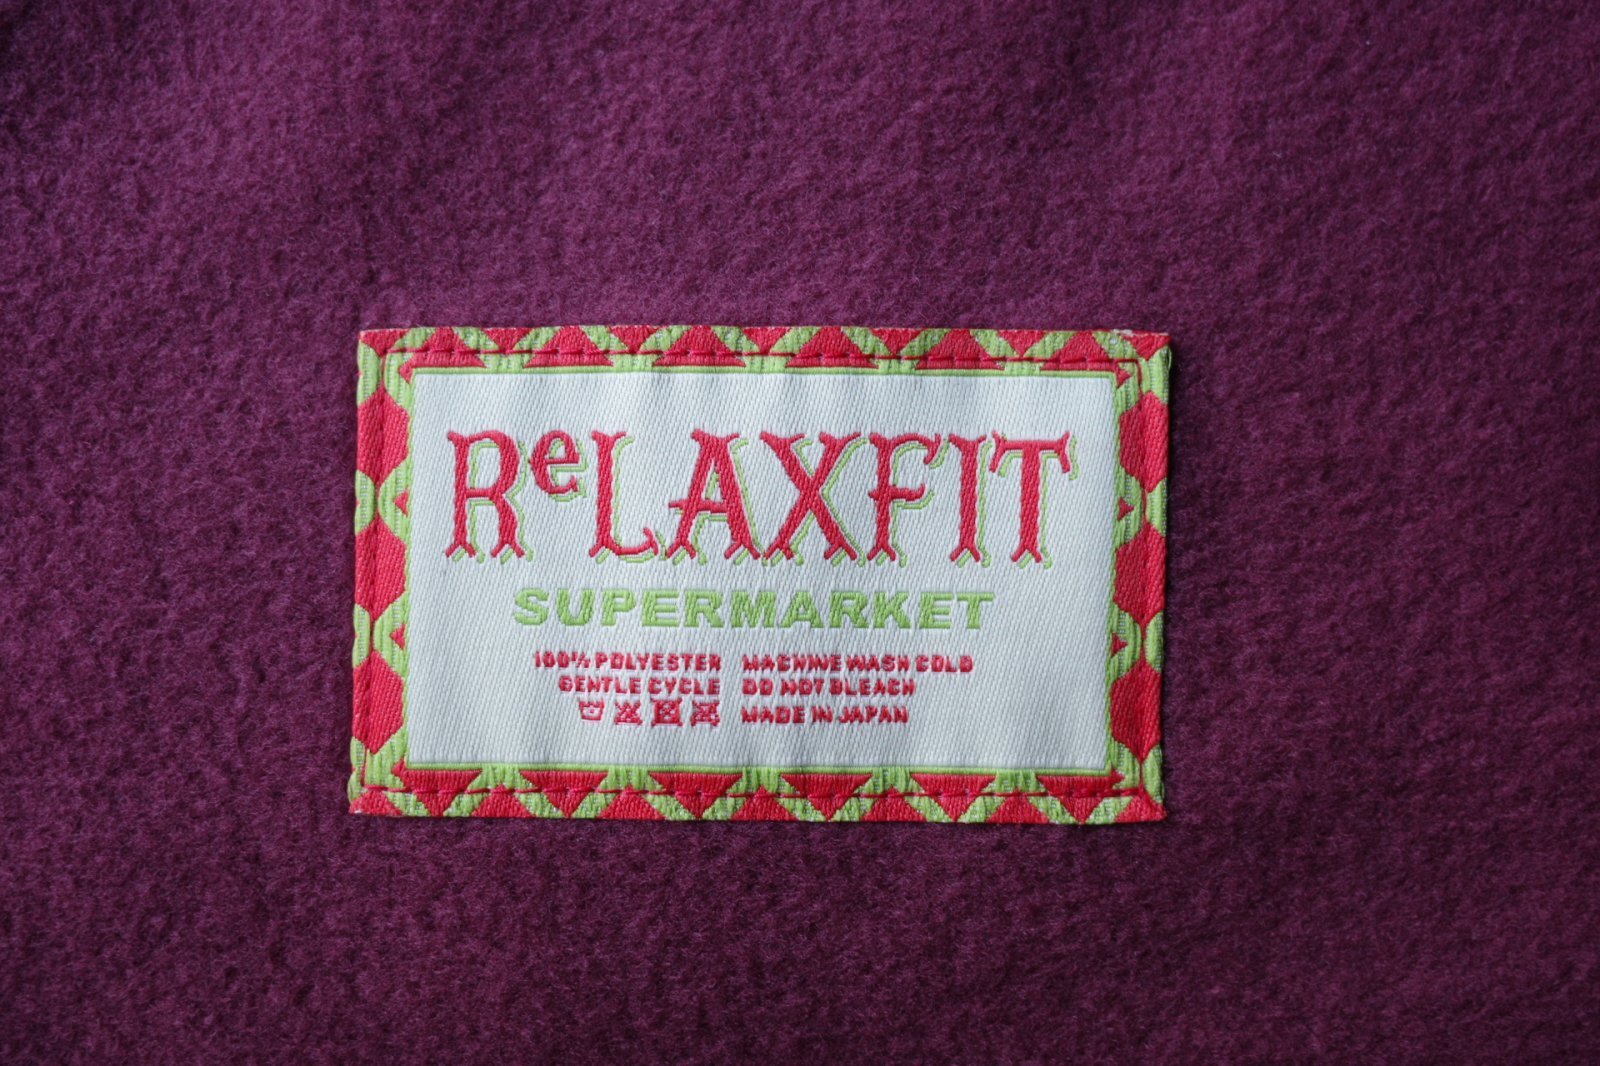 ReLAXFIT
SUPERMARKET
100% POLYESTER MACHINE WASH COLD
GENTLE CYCLE DO NOT BLEACH
MADE IN JAPAN